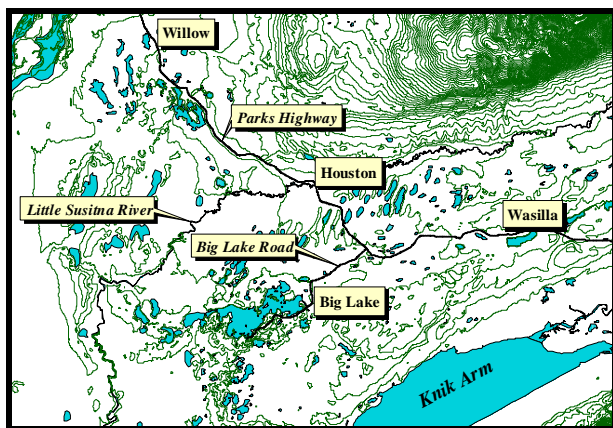 Willow
Parks Highway
Houston
Little Susitna River
Wasilla
Big Lake Road
Big Lake
Knik Arm